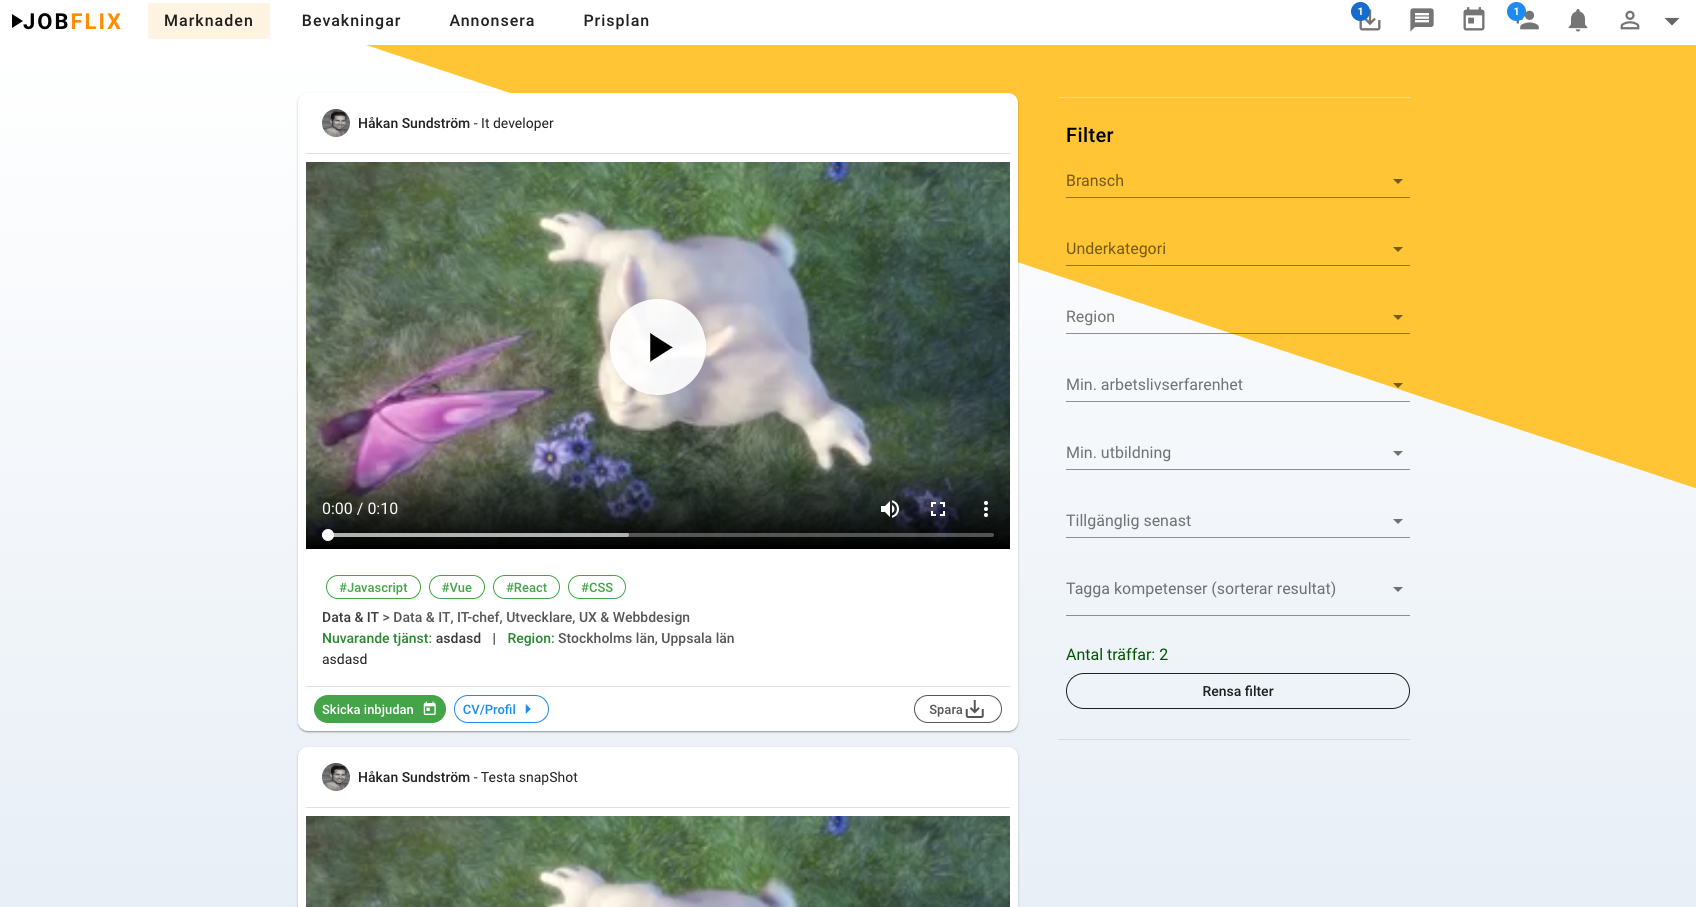 JOBFLIX Marknaden Bevakningar Annonsera Prisplan 1 1
Håkan Sundström - It developer
0:00 / 0:10
#Javascript #Vue #React #CSS
Data & IT > Data & IT, IT-chef, Utvecklare, UX & Webbdesign
Nuvarande tjänst: asdasd | Region: Stockholms län, Uppsala län
asdasd
Skicka inbjudan CV/Profil Spara
Håkan Sundström - Testa snapShot
Filter
Bransch
Underkategori
Region
Min. arbetslivserfarenhet
Min. utbildning
Tillgänglig senast
Tagga kompetenser (sorterar resultat)
Antal träffar: 2
Rensa filter